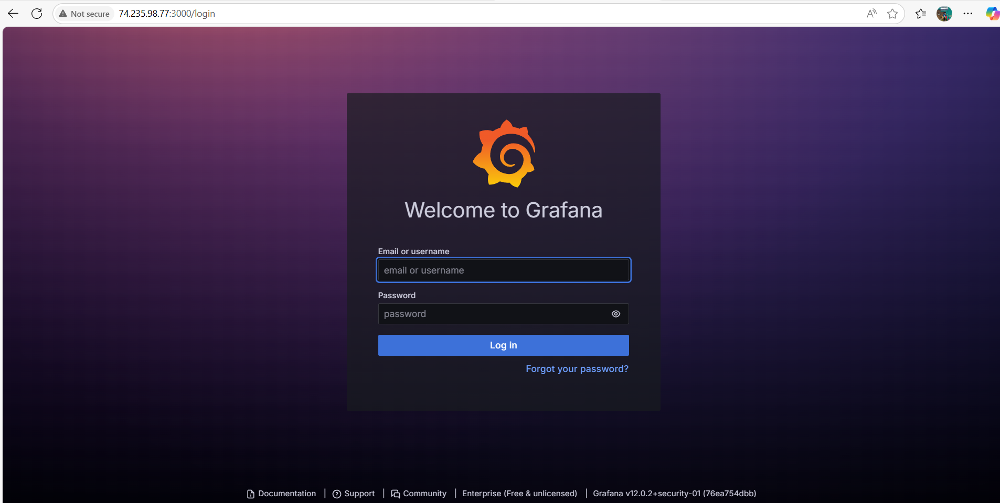 Not secure 74.235.98.77:3000/login
Welcome to Grafana
Email or username
email or username
Password
password
Log in
Forgot your password?
Documentation | Support | Community | Enterprise (Free & unlicensed) | Grafana v12.0.2+security-01 (76ea754dbb)